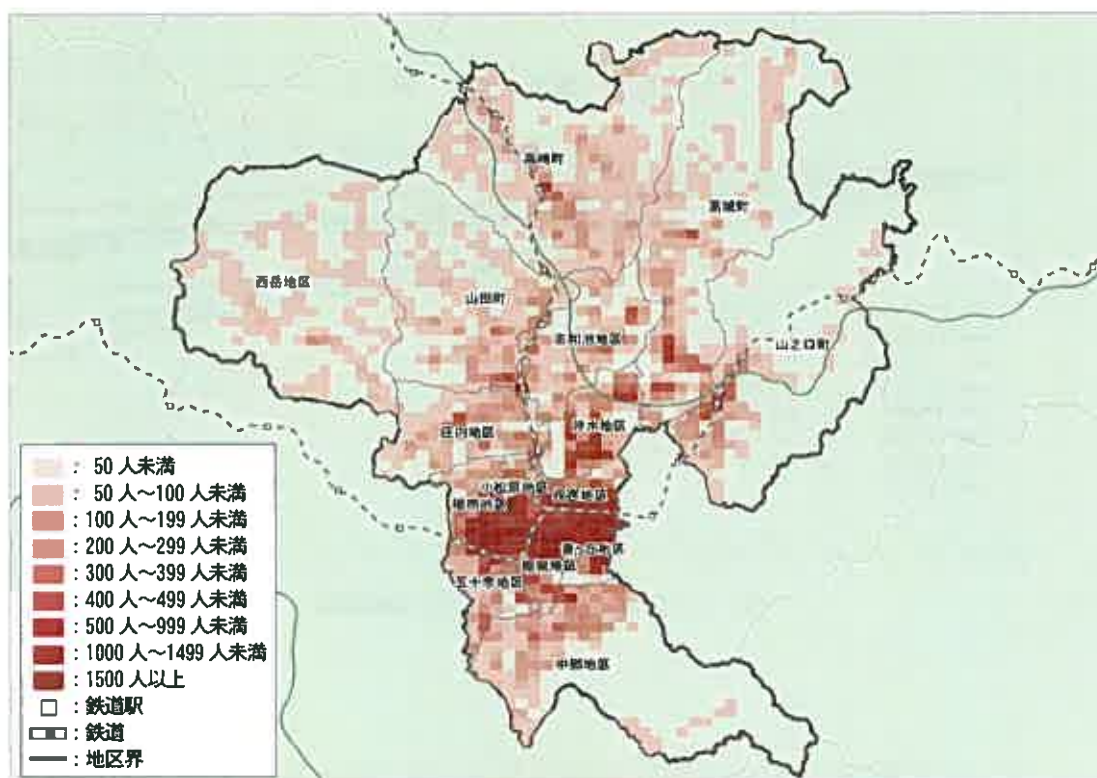 高崎町
高城町
西岳地区
山田町
志和池地区
山之口町
庄内地区
沖水地区
小松原地区
祝吉地区
横市地区
姫城地区
五十市地区
中郷地区
: 50人未満
: 50人～100人未満
: 100人～199人未満
: 200人～299人未満
: 300人～399人未満
: 400人～499人未満
: 500人～999人未満
: 1000人～1499人未満
: 1500人以上
: 鉄道駅
: 鉄道
: 地区界